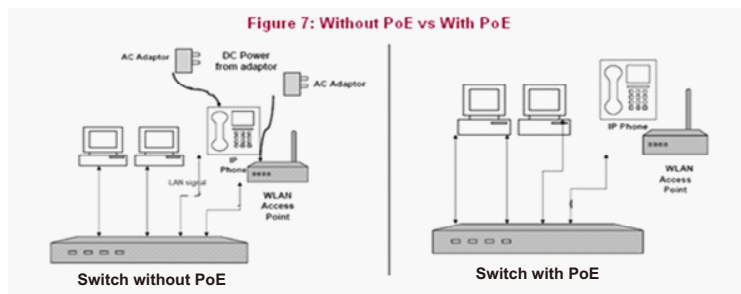 Figure 7: Without PoE vs With PoE
AC Adaptor
DC Power
from adaptor
AC Adaptor
IP
Phone
LAN signal
WLAN
Access
Point
Switch without PoE
IP Phone
WLAN
Access
Point
Switch with PoE